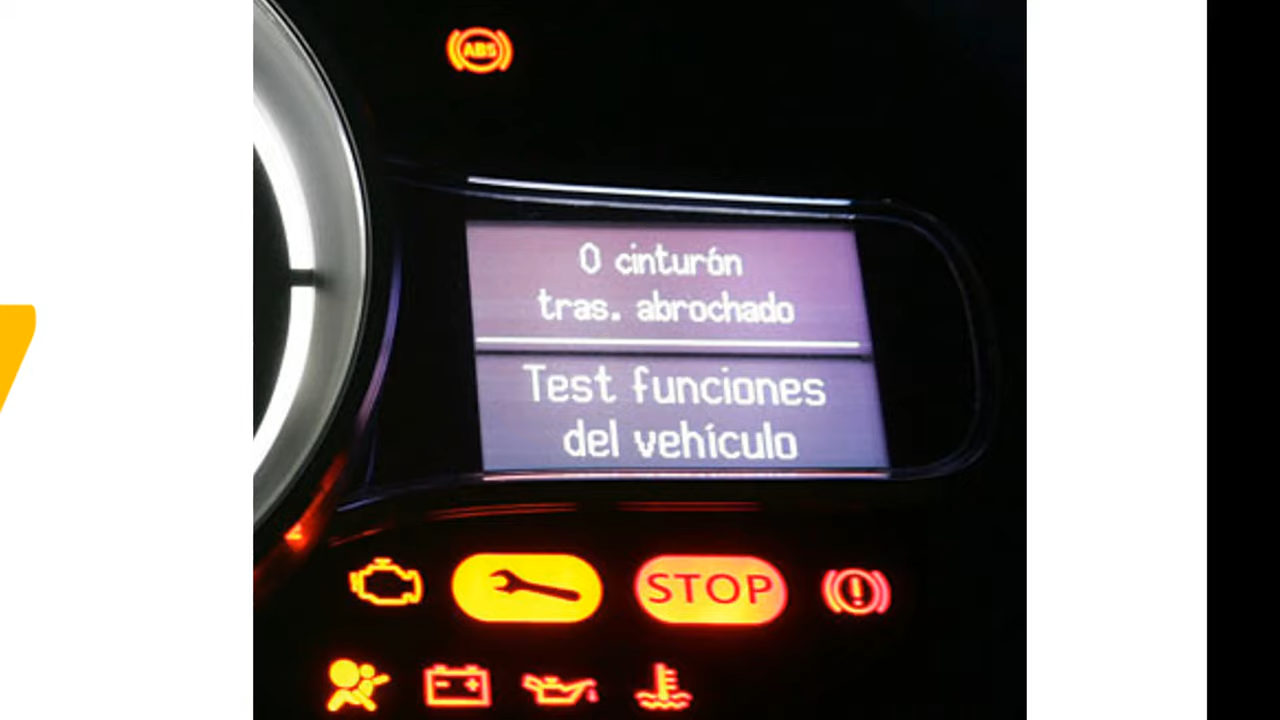 ABS
0 cinturón
tras. abrochado
Test funciones
del vehículo
STOP